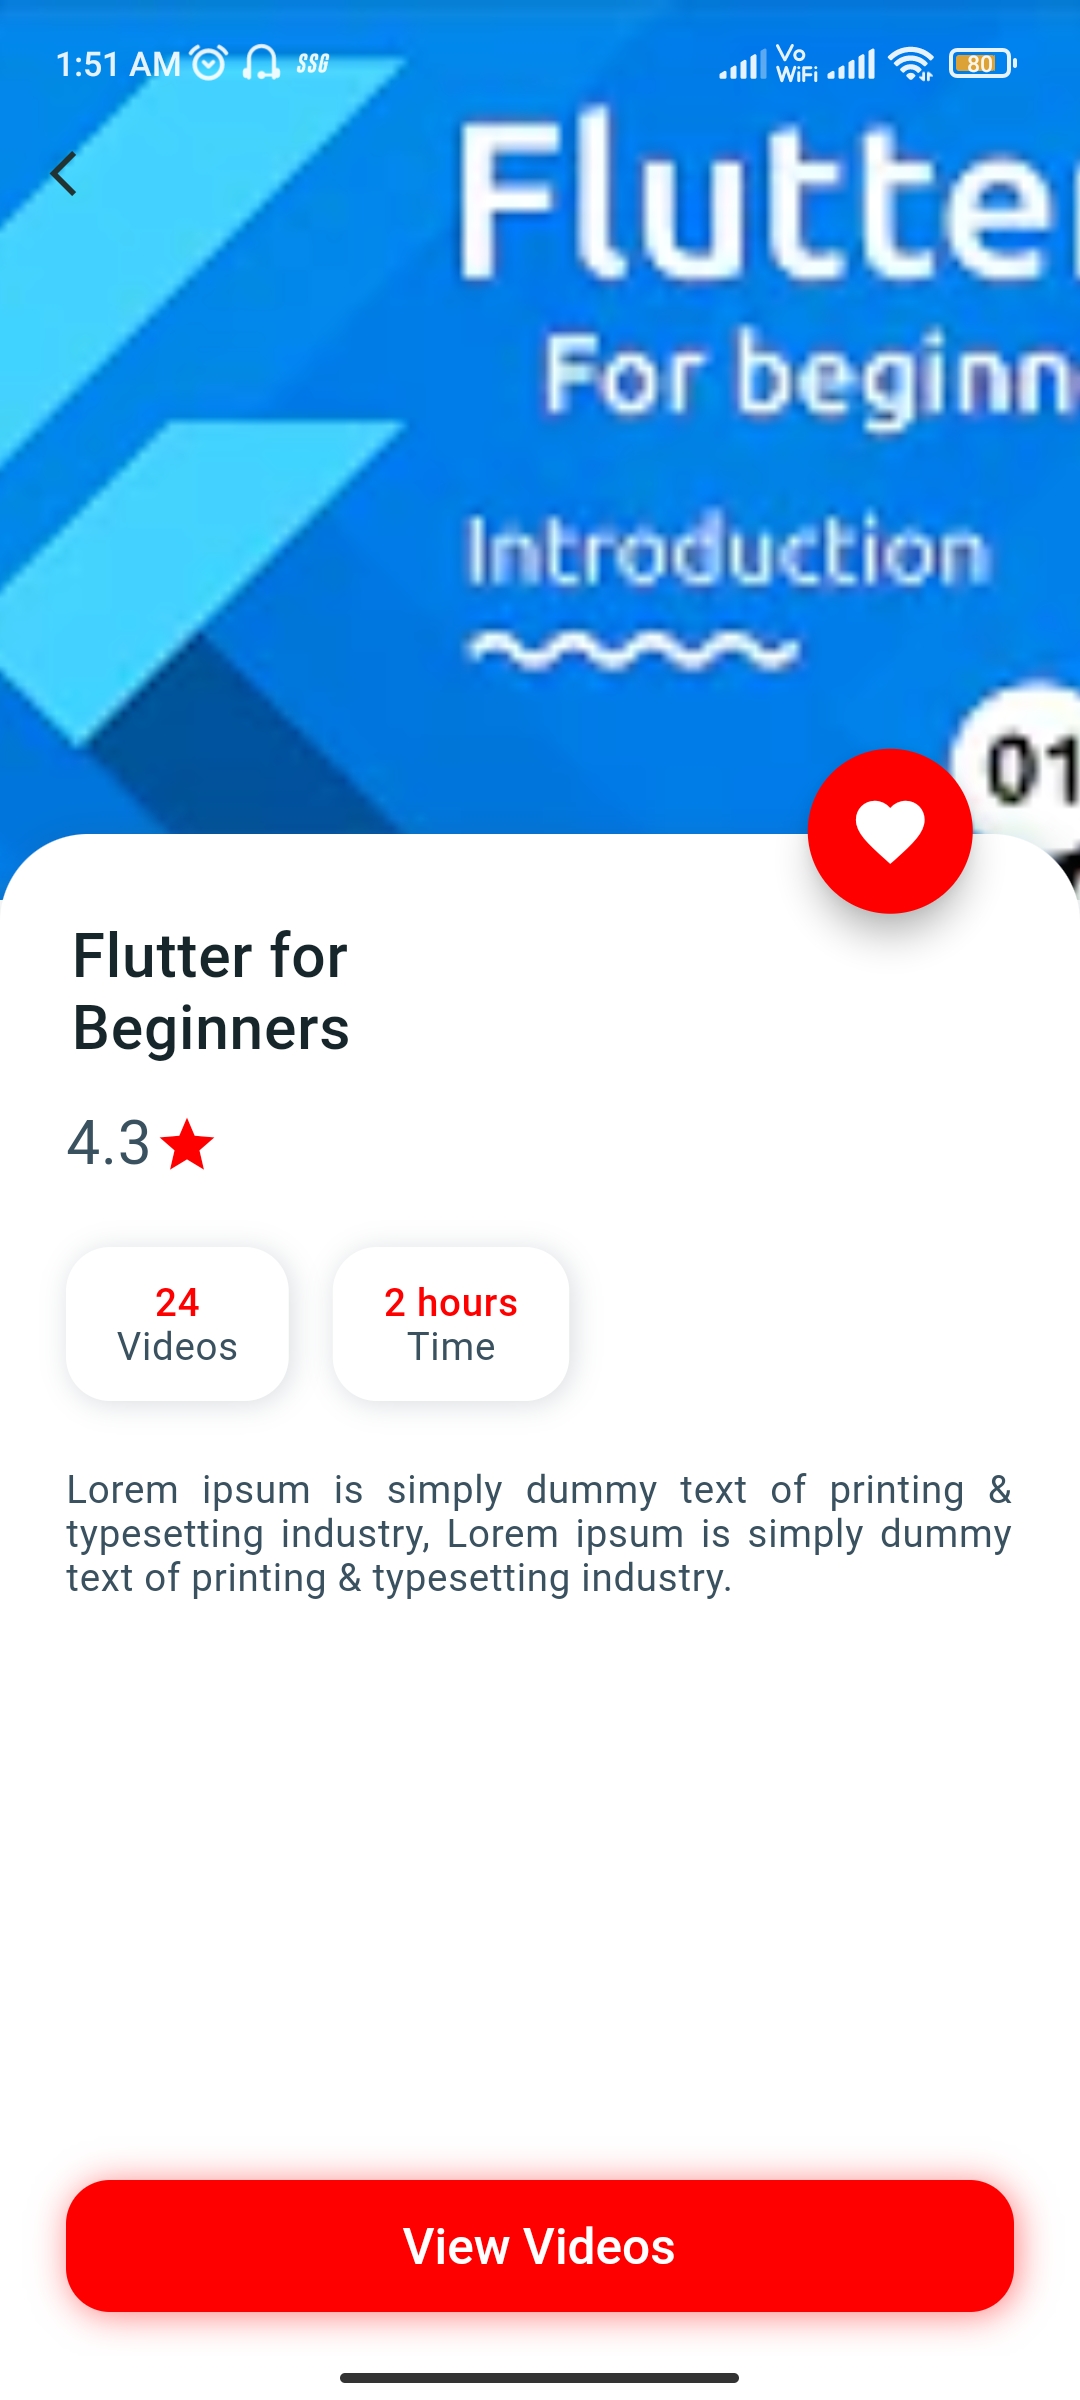 1:51 AM SSG Vo WiFi 80
Flutter
For beginn
Introduction
01
Flutter for
Beginners
4.3
24
Videos
2 hours
Time
Lorem ipsum is simply dummy text of printing &
typesetting industry, Lorem ipsum is simply dummy
text of printing & typesetting industry.
View Videos